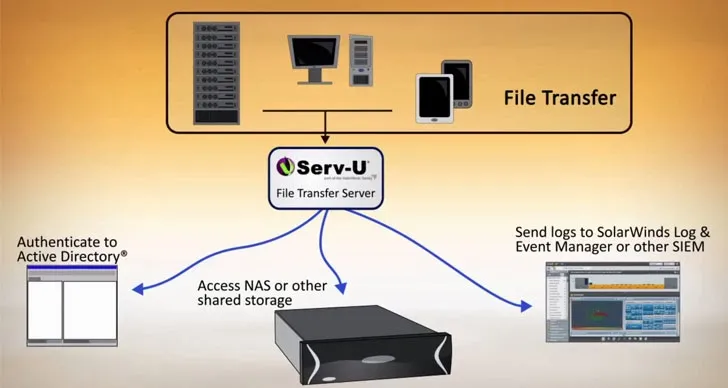 File Transfer
Serv-U®
File Transfer Server
Authenticate to
Active Directory®
Access NAS or other
shared storage
Send logs to SolarWinds Log &
Event Manager or other SIEM